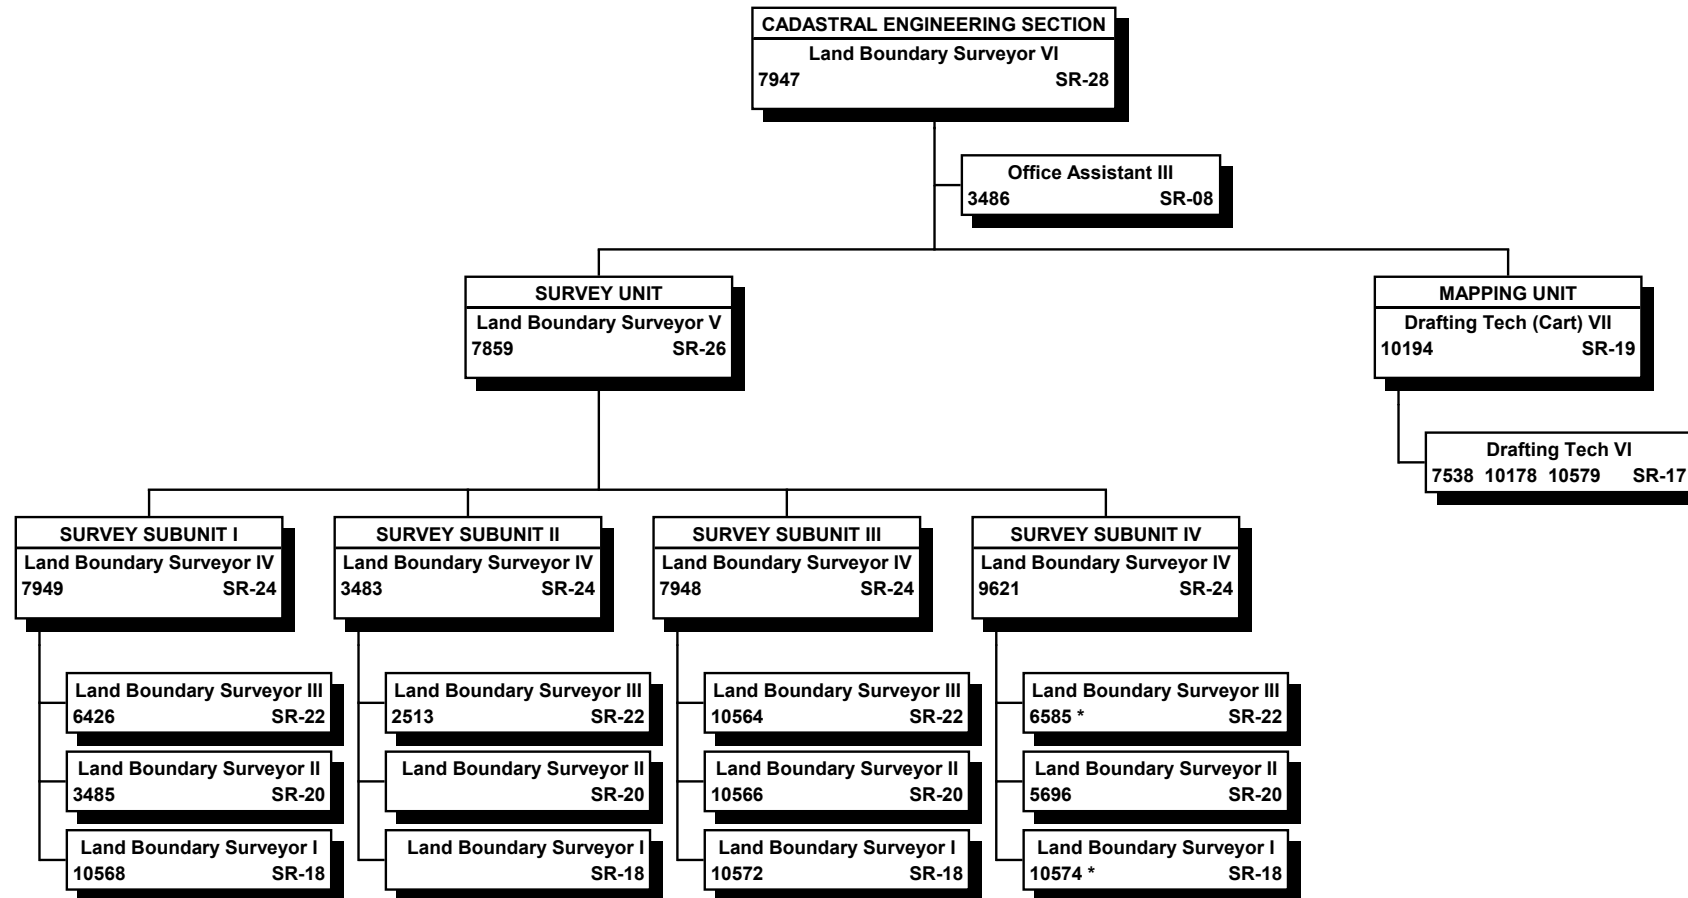 CADASTRAL ENGINEERING SECTION
Land Boundary Surveyor VI
7947 SR-28
Office Assistant III
3486 SR-08
SURVEY UNIT
Land Boundary Surveyor V
7859 SR-26
MAPPING UNIT
Drafting Tech (Cart) VII
10194 SR-19
Drafting Tech VI
7538 10178 10579 SR-17
SURVEY SUBUNIT I
Land Boundary Surveyor IV
7949 SR-24
Land Boundary Surveyor III
6426 SR-22
Land Boundary Surveyor II
3485 SR-20
Land Boundary Surveyor I
10568 SR-18
SURVEY SUBUNIT II
Land Boundary Surveyor IV
3483 SR-24
Land Boundary Surveyor III
2513 SR-22
Land Boundary Surveyor II
SR-20
Land Boundary Surveyor I
SR-18
SURVEY SUBUNIT III
Land Boundary Surveyor IV
7948 SR-24
Land Boundary Surveyor III
10564 SR-22
Land Boundary Surveyor II
10566 SR-20
Land Boundary Surveyor I
10572 SR-18
SURVEY SUBUNIT IV
Land Boundary Surveyor IV
9621 SR-24
Land Boundary Surveyor III
6585 * SR-22
Land Boundary Surveyor II
5696 SR-20
Land Boundary Surveyor I
10574 * SR-18